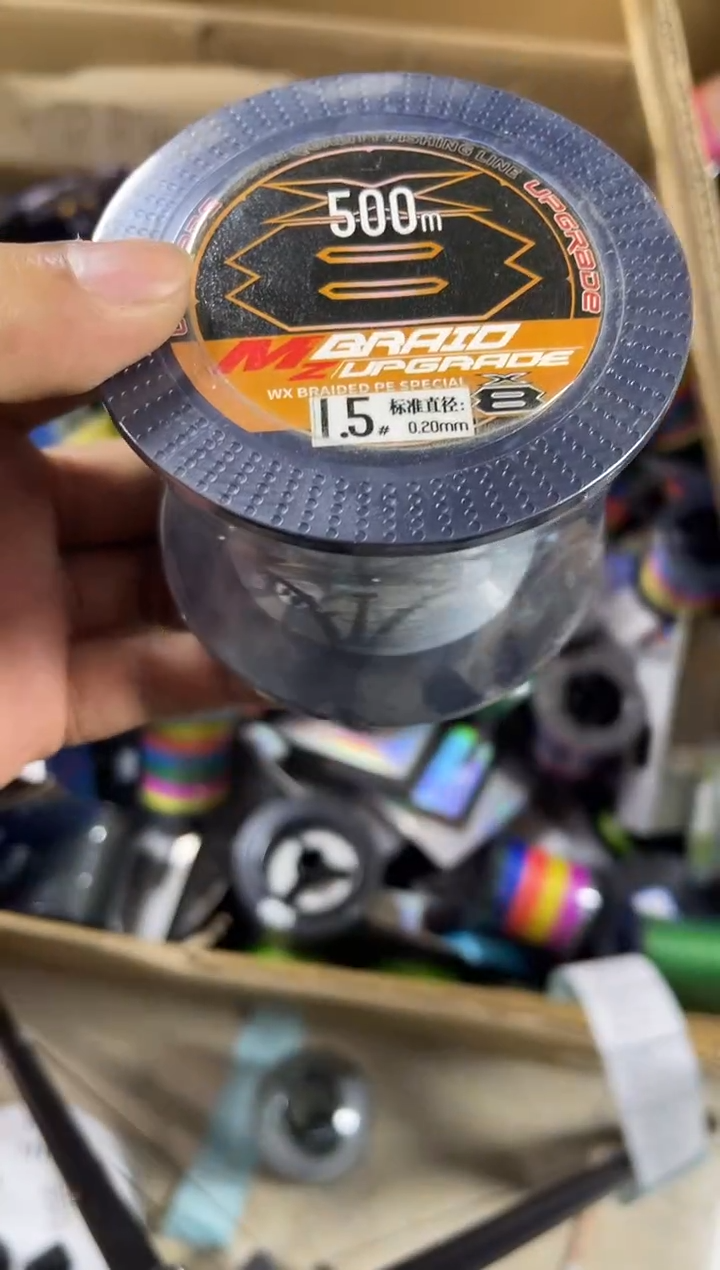 FISHING LINE
UPGRADE
500m
MZ BRAID
UPGRADE
WX BRAIDED PE SPECIAL X8
1.5# 标准直径:
0.20mm